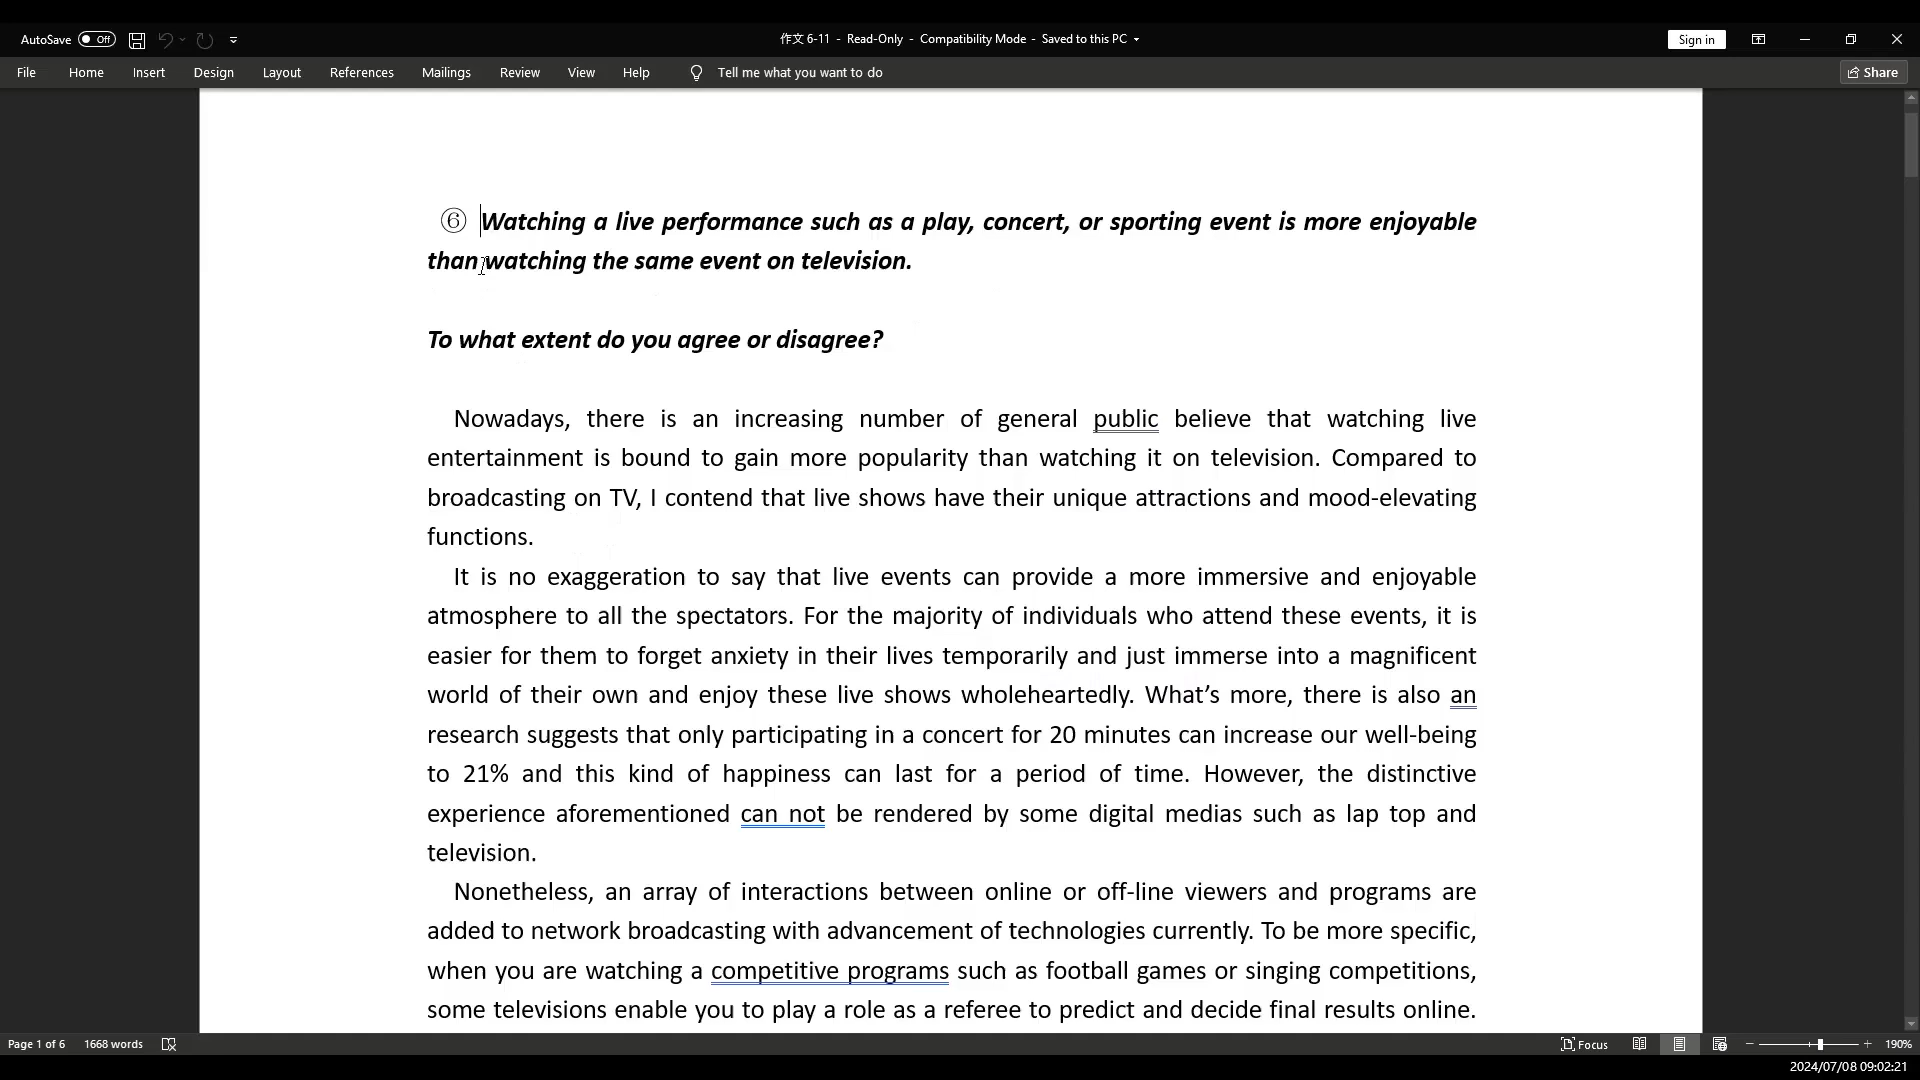 AutoSave Off
作文 6-11 - Read-Only - Compatibility Mode - Saved to this PC
Sign in
File Home Insert Design Layout References Mailings Review View Help Tell me what you want to do Share
⑥ Watching a live performance such as a play, concert, or sporting event is more enjoyable
than watching the same event on television.
To what extent do you agree or disagree?
Nowadays, there is an increasing number of general public believe that watching live
entertainment is bound to gain more popularity than watching it on television. Compared to
broadcasting on TV, I contend that live shows have their unique attractions and mood-elevating
functions.
It is no exaggeration to say that live events can provide a more immersive and enjoyable
atmosphere to all the spectators. For the majority of individuals who attend these events, it is
easier for them to forget anxiety in their lives temporarily and just immerse into a magnificent
world of their own and enjoy these live shows wholeheartedly. What’s more, there is also an
research suggests that only participating in a concert for 20 minutes can increase our well-being
to 21% and this kind of happiness can last for a period of time. However, the distinctive
experience aforementioned can not be rendered by some digital medias such as lap top and
television.
Nonetheless, an array of interactions between online or off-line viewers and programs are
added to network broadcasting with advancement of technologies currently. To be more specific,
when you are watching a competitive programs such as football games or singing competitions,
some televisions enable you to play a role as a referee to predict and decide final results online.
Page 1 of 6 1668 words Focus 190%
2024/07/08 09:02:21